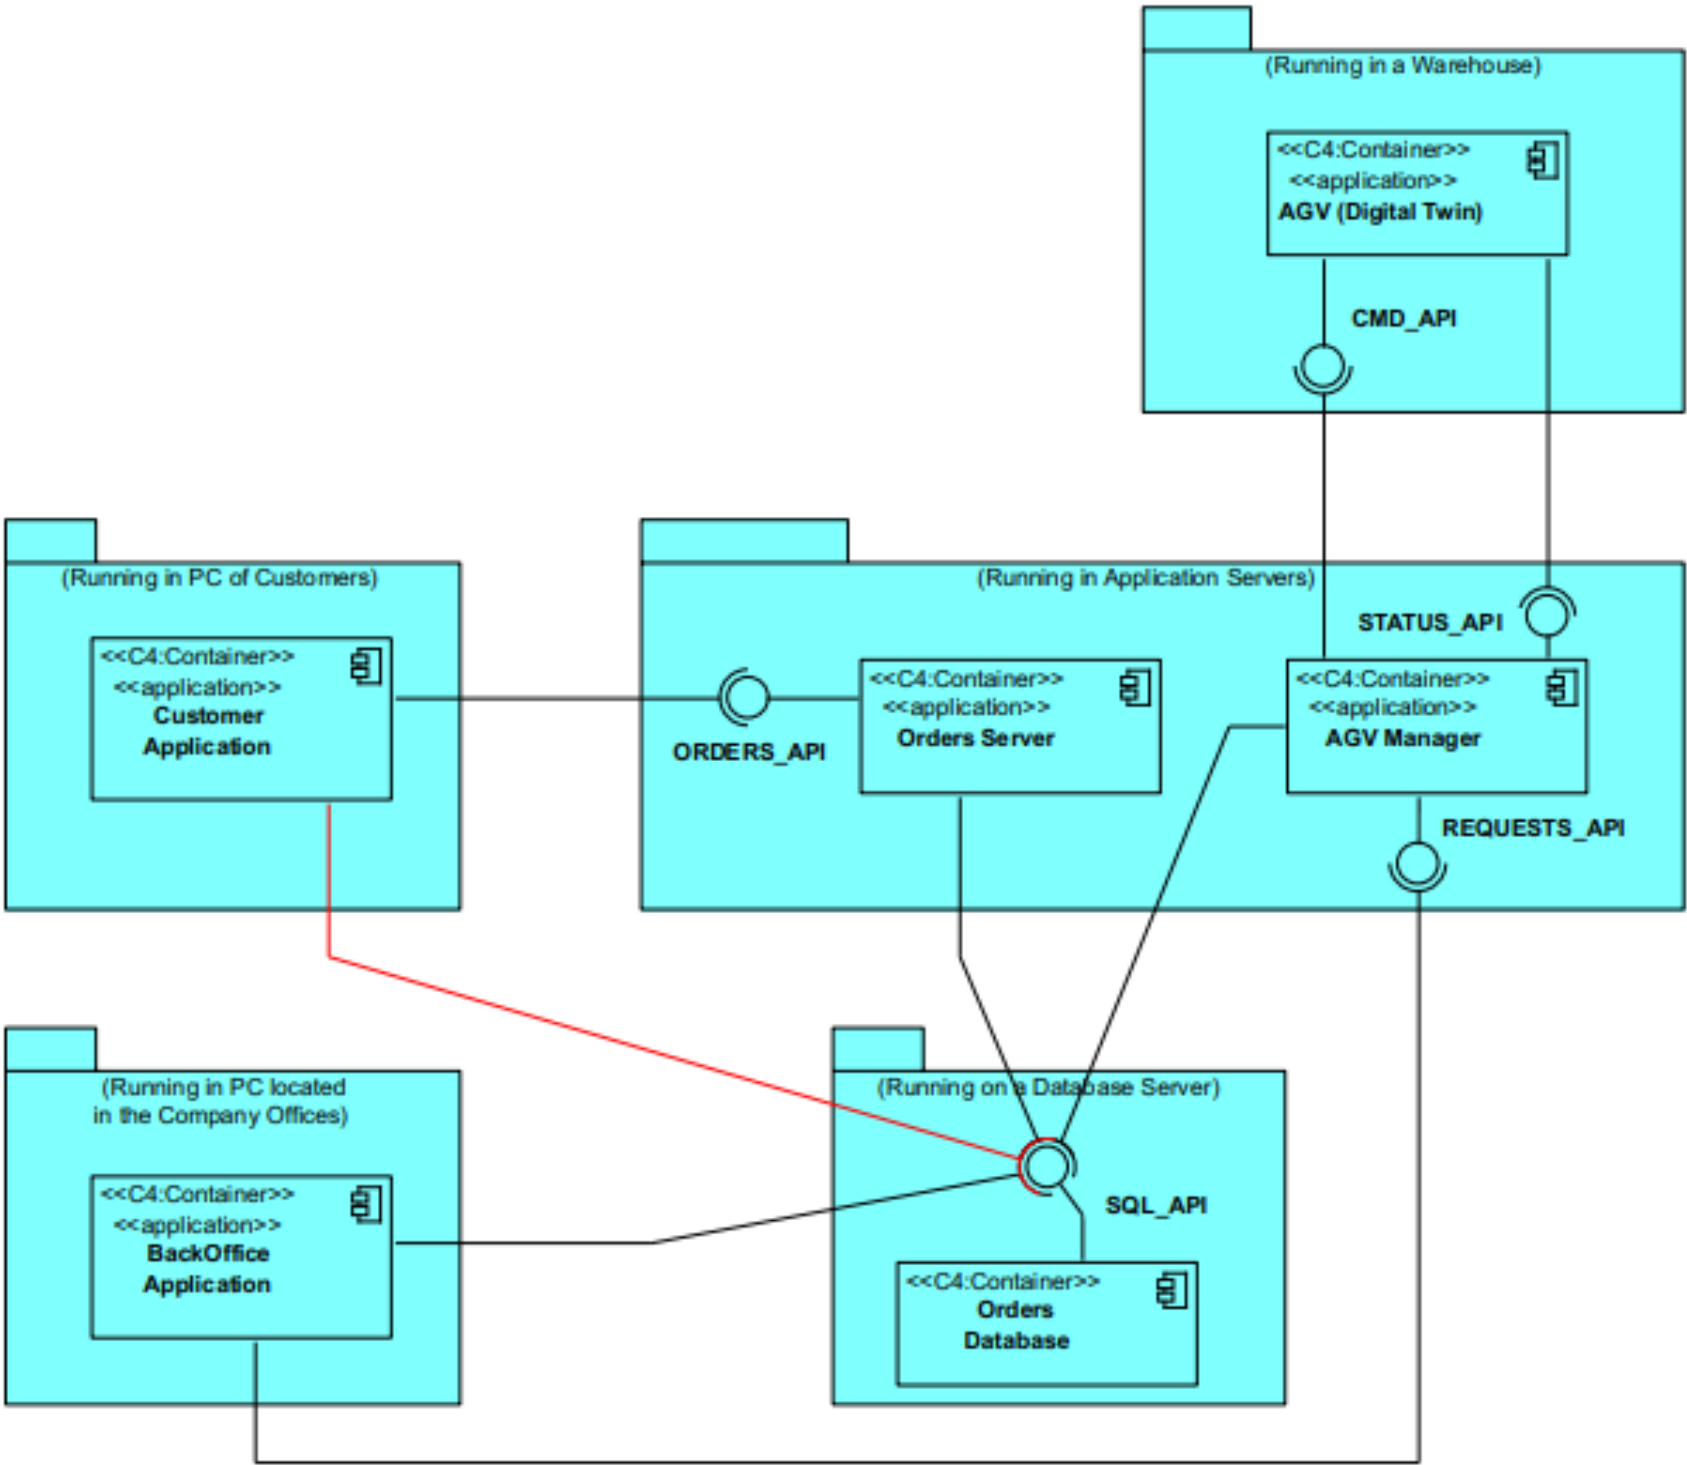 (Running in a Warehouse)
<<C4:Container>>
<<application>>
AGV (Digital Twin)
CMD_API
(Running in PC of Customers)
<<C4:Container>>
<<application>>
Customer
Application
(Running in Application Servers)
STATUS_API
ORDERS_API
<<C4:Container>>
<<application>>
Orders Server
<<C4:Container>>
<<application>>
AGV Manager
REQUESTS_API
(Running in PC located
in the Company Offices)
<<C4:Container>>
<<application>>
BackOffice
Application
(Running on a Database Server)
SQL_API
<<C4:Container>>
Orders
Database